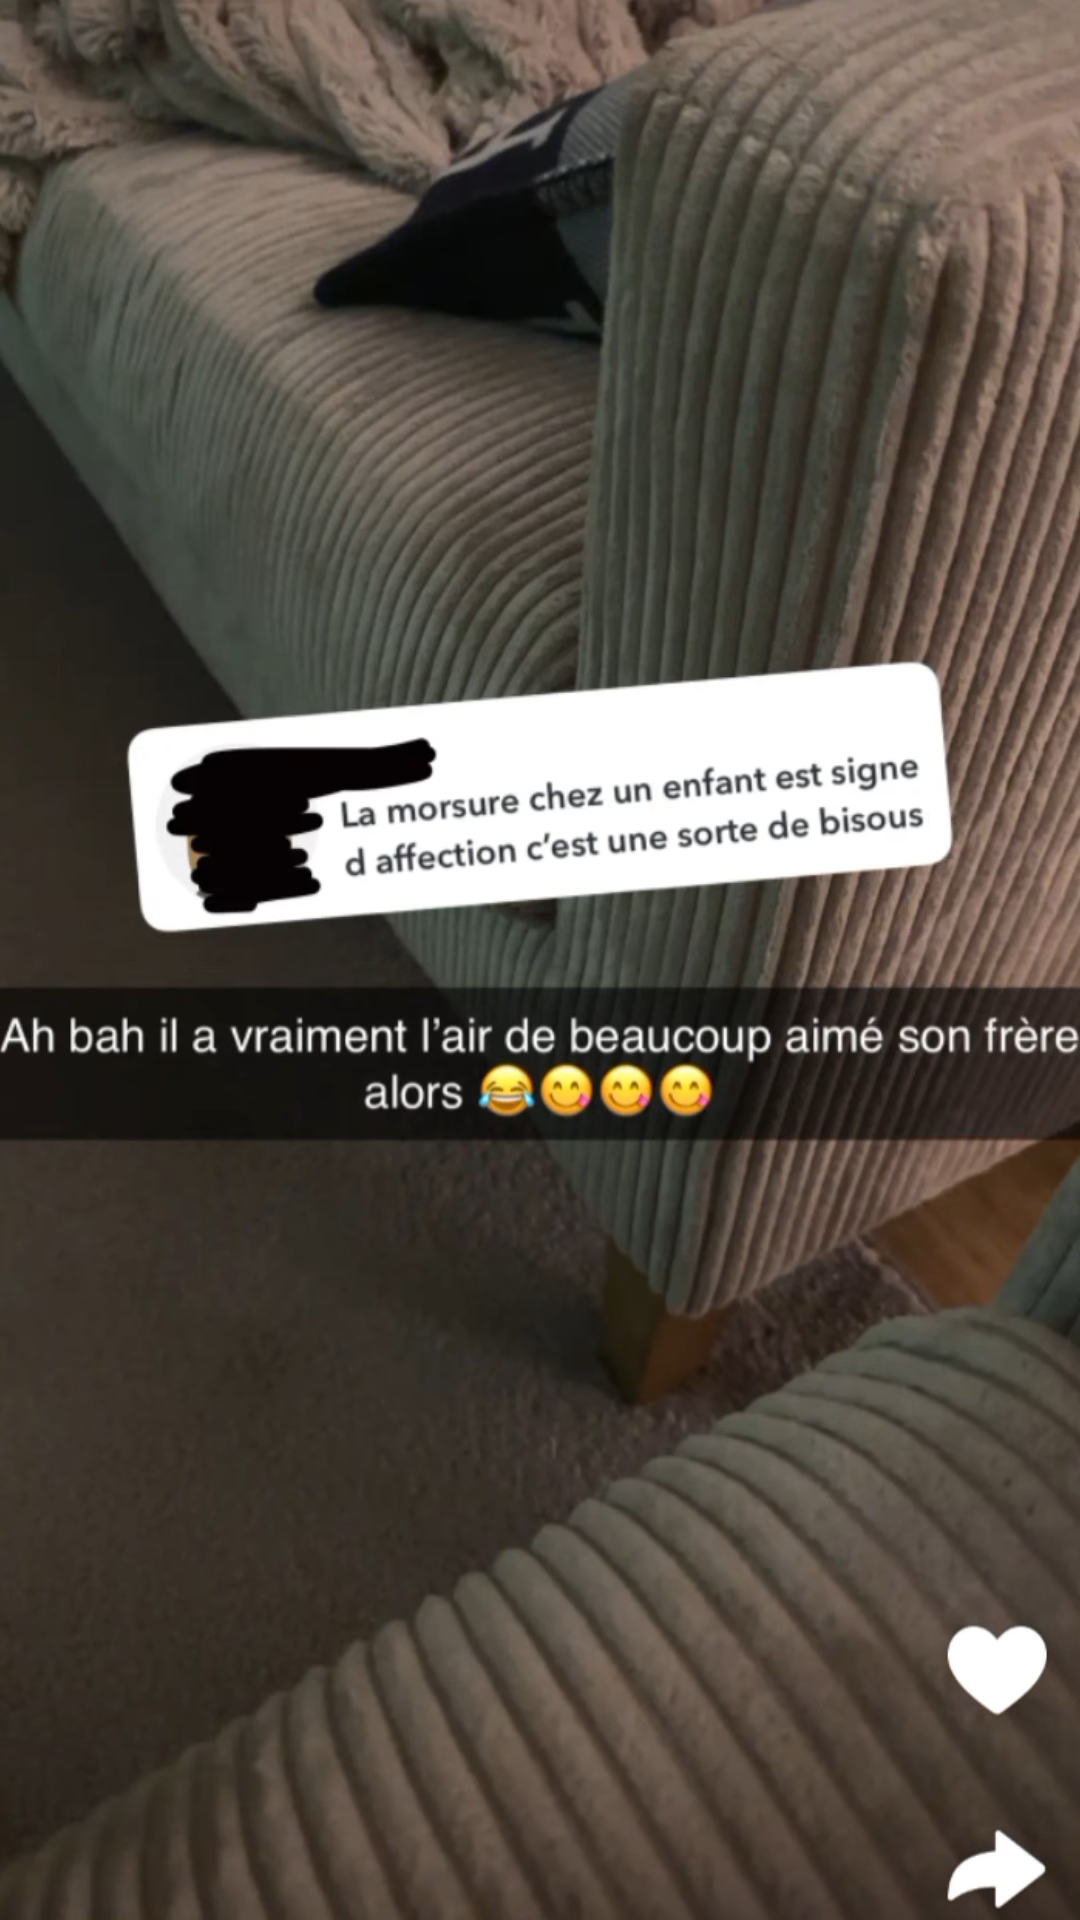 La morsure chez un enfant est signe
d affection c’est une sorte de bisous
Ah bah il a vraiment l’air de beaucoup aimé son frère
alors 😂😋😋😋